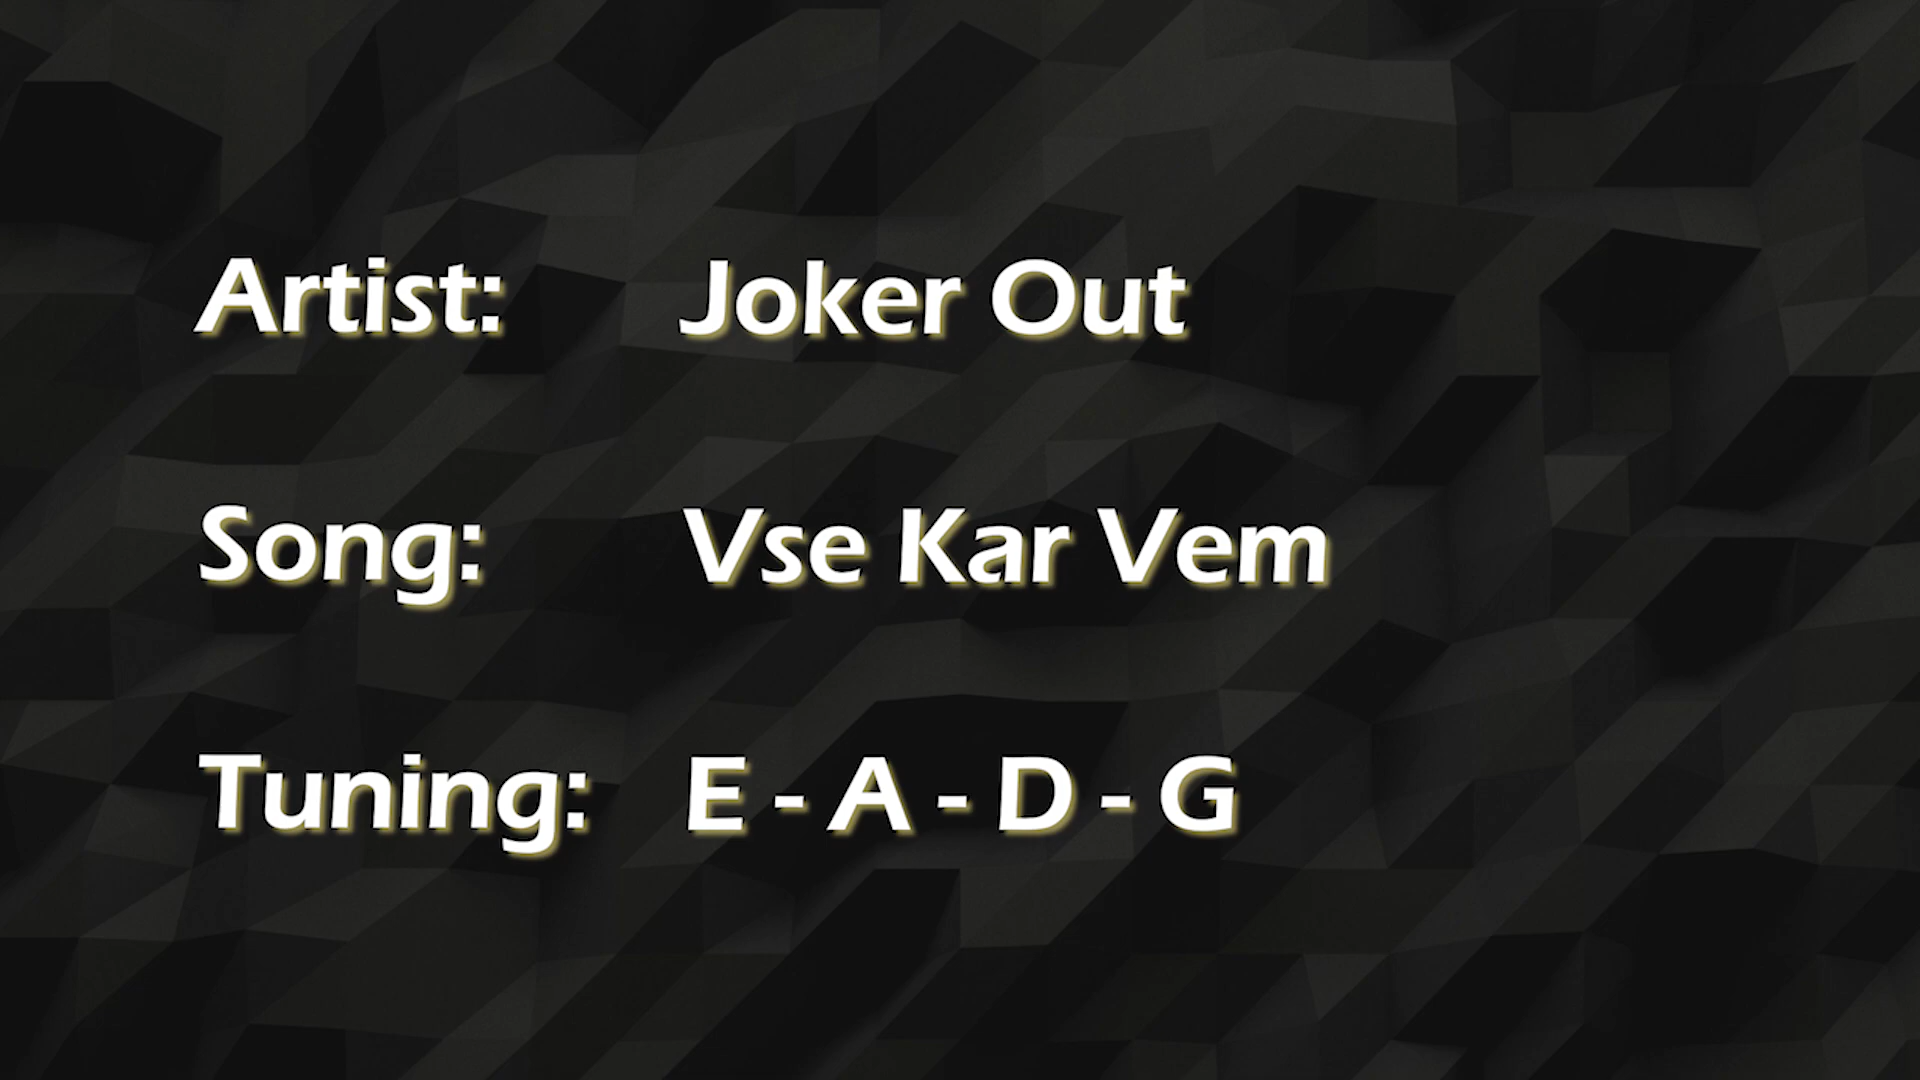 Artist: Joker Out
Song: Vse Kar Vem
Tuning: E - A - D - G